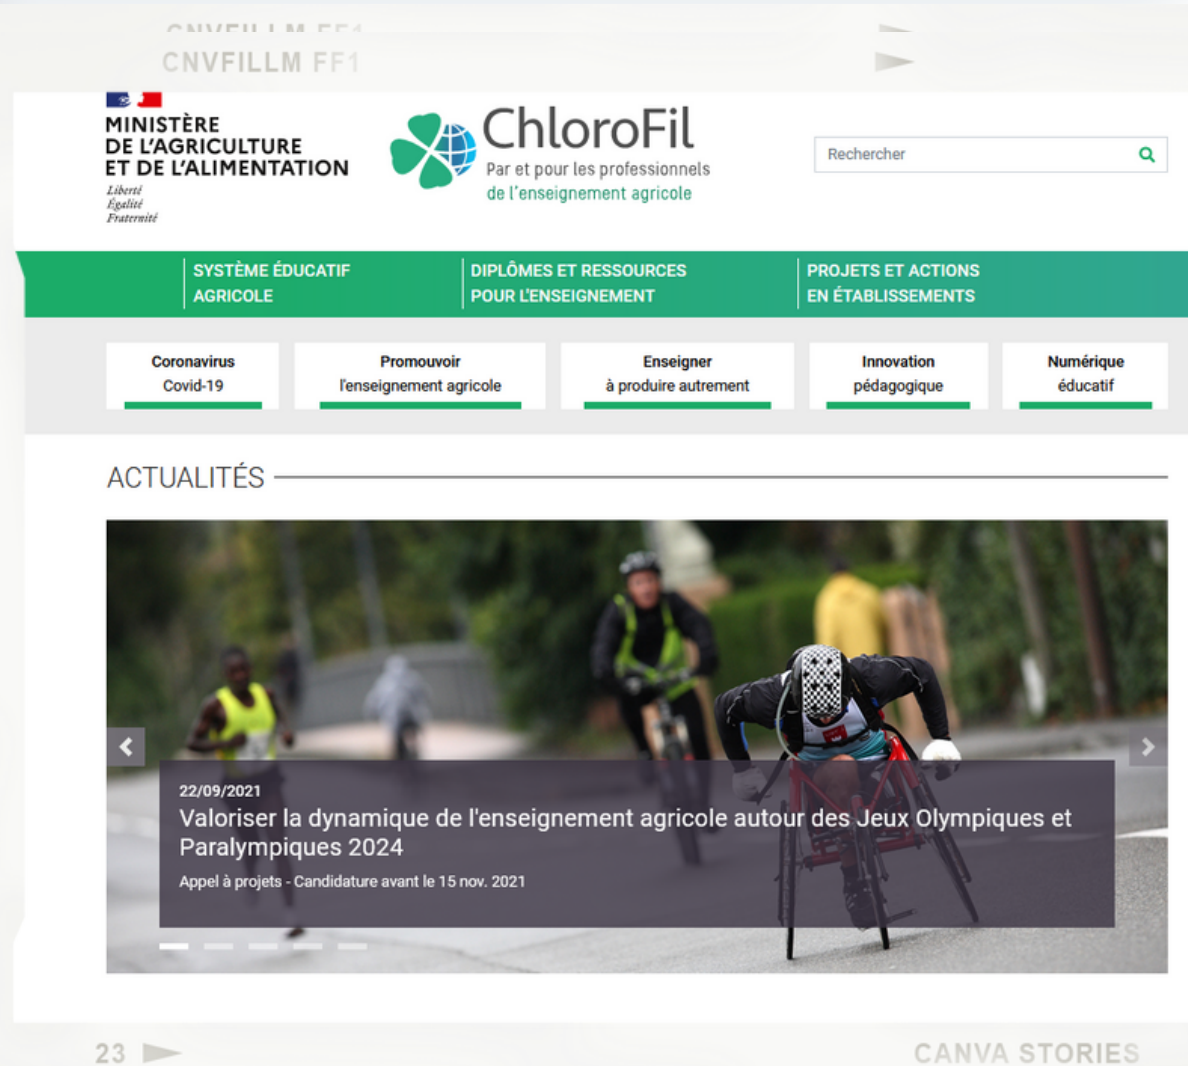 CNVFILLM FF1
CNVFILLM FF1
MINISTÈRE
DE L'AGRICULTURE
ET DE L'ALIMENTATION
Liberté
Égalité
Fraternité
ChloroFil
Par et pour les professionnels
de l'enseignement agricole
Rechercher
SYSTÈME ÉDUCATIF
AGRICOLE
DIPLÔMES ET RESSOURCES
POUR L'ENSEIGNEMENT
PROJETS ET ACTIONS
EN ÉTABLISSEMENTS
Coronavirus
Covid-19
Promouvoir
l'enseignement agricole
Enseigner
à produire autrement
Innovation
pédagogique
Numérique
éducatif
ACTUALITÉS
22/09/2021
Valoriser la dynamique de l'enseignement agricole autour des Jeux Olympiques et
Paralympiques 2024
Appel à projets - Candidature avant le 15 nov. 2021
23
CANVA STORIES